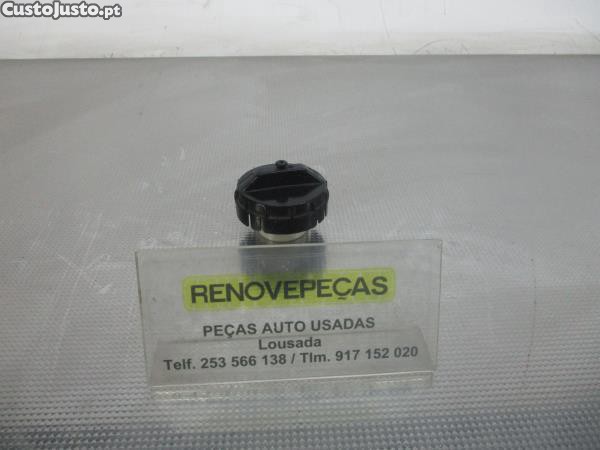 CustoJusto.pt
RENOVEPEÇAS
PEÇAS AUTO USADAS
Lousada
Telf. 253 566 138 / Tlm. 917 152 020